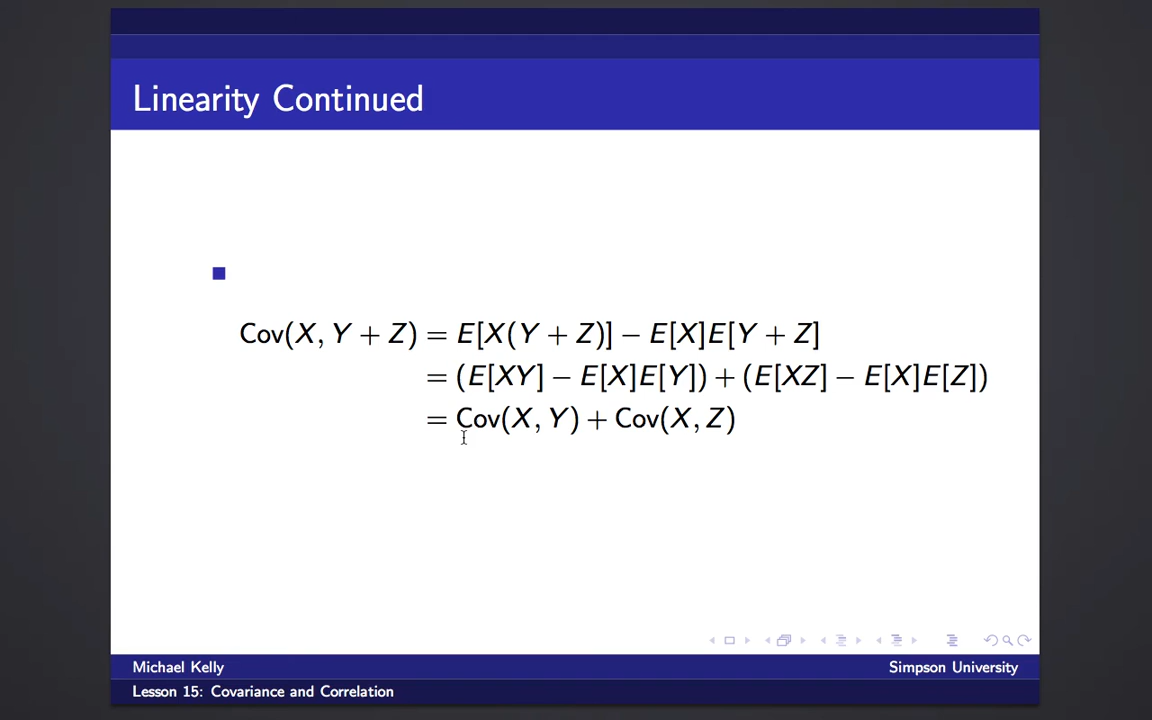 Linearity Continued
Cov(X, Y + Z) = E[X(Y + Z)] − E[X]E[Y + Z]
= (E[XY] − E[X]E[Y]) + (E[XZ] − E[X]E[Z])
= Cov(X, Y) + Cov(X, Z)
Michael Kelly Simpson University
Lesson 15: Covariance and Correlation